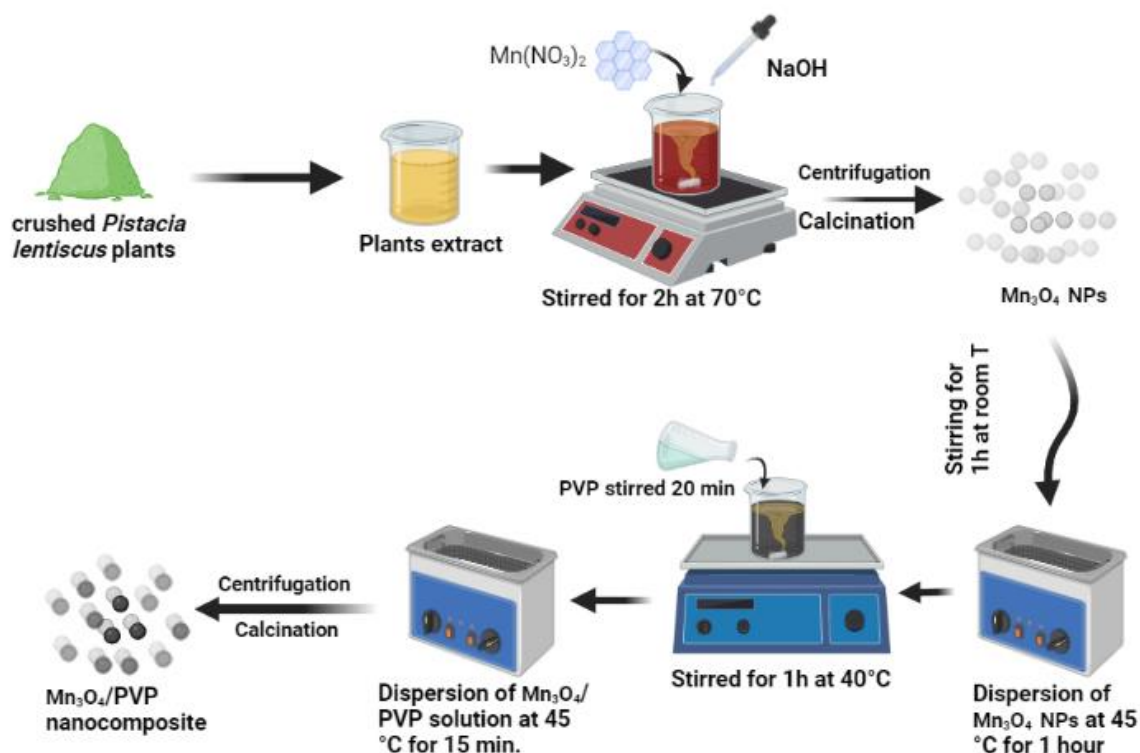 Mn(NO₃)₂
NaOH
crushed Pistacia
lentiscus plants
Plants extract
Stirred for 2h at 70°C
Centrifugation
Calcination
Mn₃O₄ NPs
Stirring for
1h at room T
Dispersion of
Mn₃O₄ NPs at 45
°C for 1 hour
PVP stirred 20 min
Stirred for 1h at 40°C
Dispersion of Mn₃O₄/
PVP solution at 45
°C for 15 min.
Centrifugation
Calcination
Mn₃O₄/PVP
nanocomposite